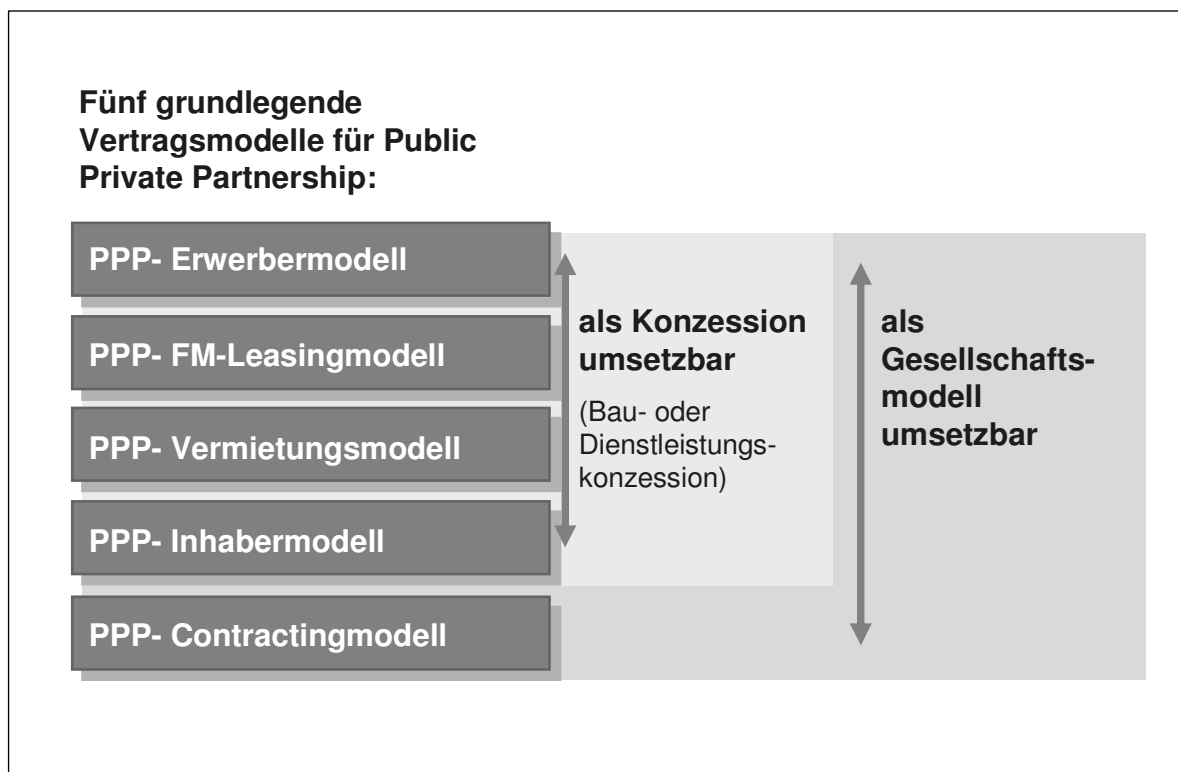 Fünf grundlegende
Vertragsmodelle für Public
Private Partnership:
PPP- Erwerbermodell
PPP- FM-Leasingmodell
PPP- Vermietungsmodell
PPP- Inhabermodell
PPP- Contractingmodell
als Konzession
umsetzbar
(Bau- oder
Dienstleistungs-
konzession)
als
Gesellschafts-
modell
umsetzbar